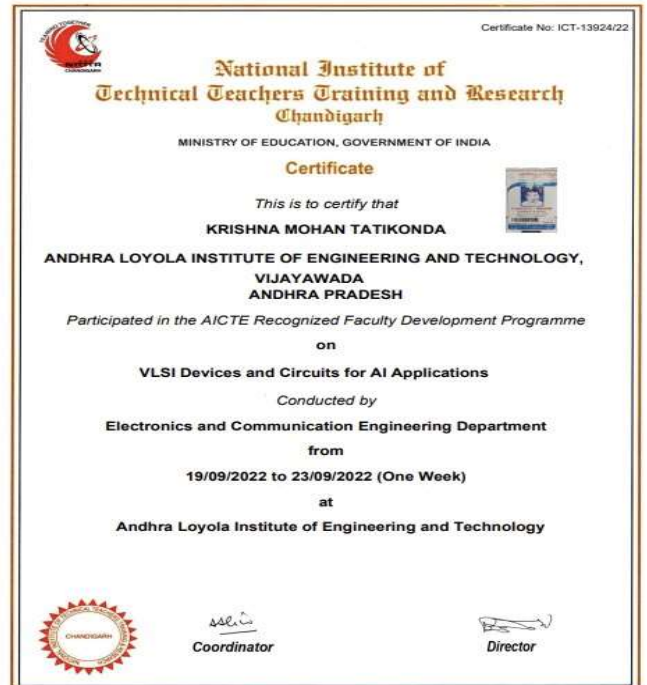 Certificate No: ICT-13924/22
TRAINING TOGETHER
CHANDIGARH
National Institute of
Technical Teachers Training and Research
Chandigarh
MINISTRY OF EDUCATION, GOVERNMENT OF INDIA
Certificate
This is to certify that
KRISHNA MOHAN TATIKONDA
ANDHRA LOYOLA INSTITUTE OF ENGINEERING AND TECHNOLOGY,
VIJAYAWADA
ANDHRA PRADESH
Participated in the AICTE Recognized Faculty Development Programme
on
VLSI Devices and Circuits for AI Applications
Conducted by
Electronics and Communication Engineering Department
from
19/09/2022 to 23/09/2022 (One Week)
at
Andhra Loyola Institute of Engineering and Technology
CHANDIGARH
Coordinator
Director